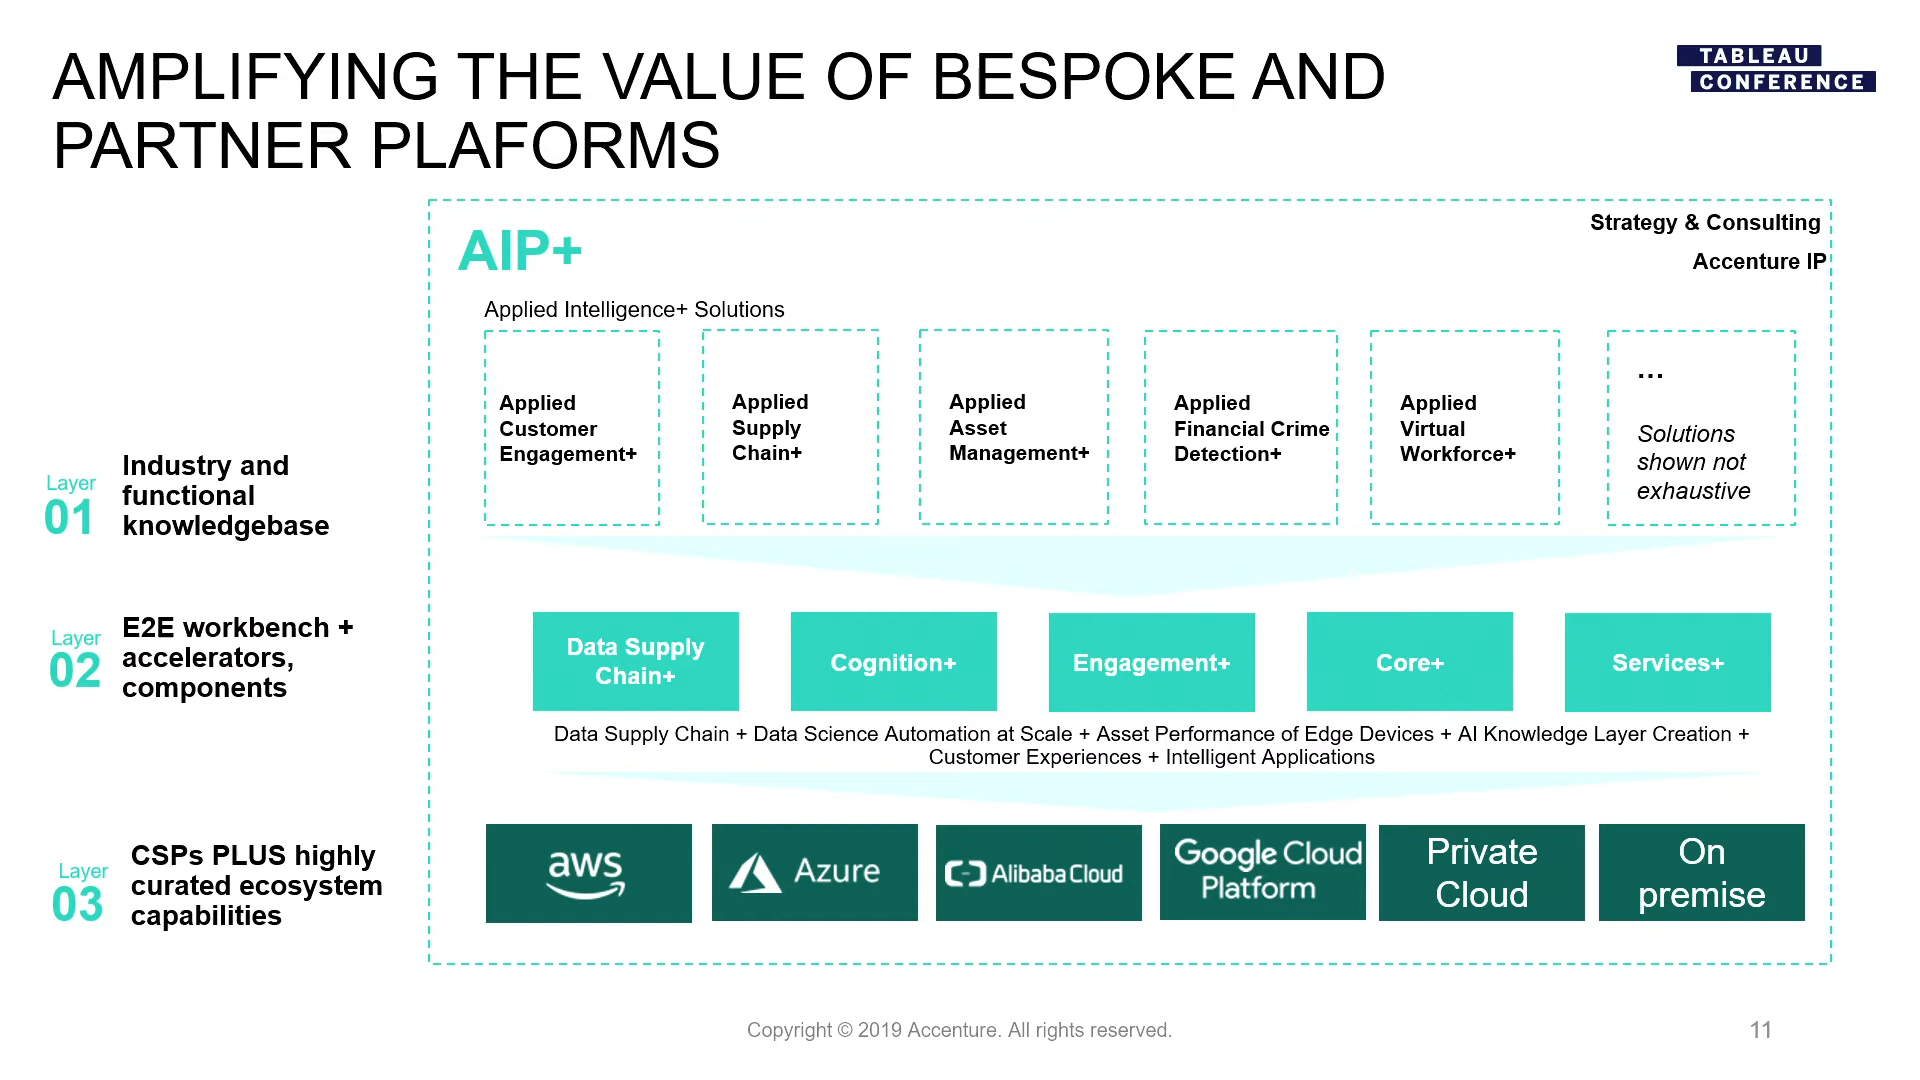 AMPLIFYING THE VALUE OF BESPOKE AND
PARTNER PLAFORMS
TABLEAU
CONFERENCE
AIP+
Strategy & Consulting
Accenture IP
Applied Intelligence+ Solutions
Layer
01
Industry and
functional
knowledgebase
Applied
Customer
Engagement+
Applied
Supply
Chain+
Applied
Asset
Management+
Applied
Financial Crime
Detection+
Applied
Virtual
Workforce+
...
Solutions
shown not
exhaustive
Layer
02
E2E workbench +
accelerators,
components
Data Supply
Chain+
Cognition+
Engagement+
Core+
Services+
Data Supply Chain + Data Science Automation at Scale + Asset Performance of Edge Devices + AI Knowledge Layer Creation +
Customer Experiences + Intelligent Applications
Layer
03
CSPs PLUS highly
curated ecosystem
capabilities
aws
Azure
Alibaba Cloud
Google Cloud
Platform
Private
Cloud
On
premise
Copyright © 2019 Accenture. All rights reserved.
11